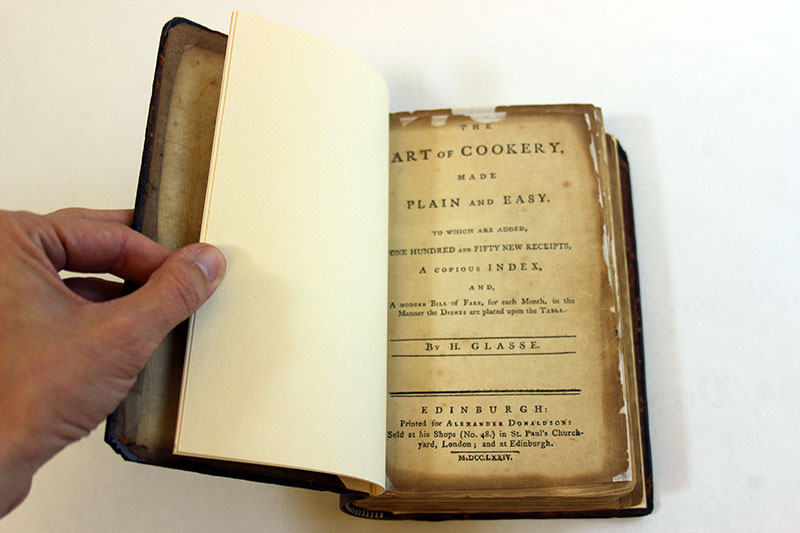 THE
ART OF COOKERY,
MADE
PLAIN AND EASY.
TO WHICH ARE ADDED,
ONE HUNDRED AND FIFTY NEW RECEIPTS,
A COPIOUS INDEX,
AND,
A MODERN BILL of FARE, for each Month, in the
Manner the DISHES are placed upon the TABLE.
BY H. GLASSE.
EDINBURGH:
Printed for ALEXANDER DONALDSON:
Sold at his Shops (No. 48.) in St. Paul's Church-
yard, London; and at Edinburgh.
M.DCC.LXXIV.